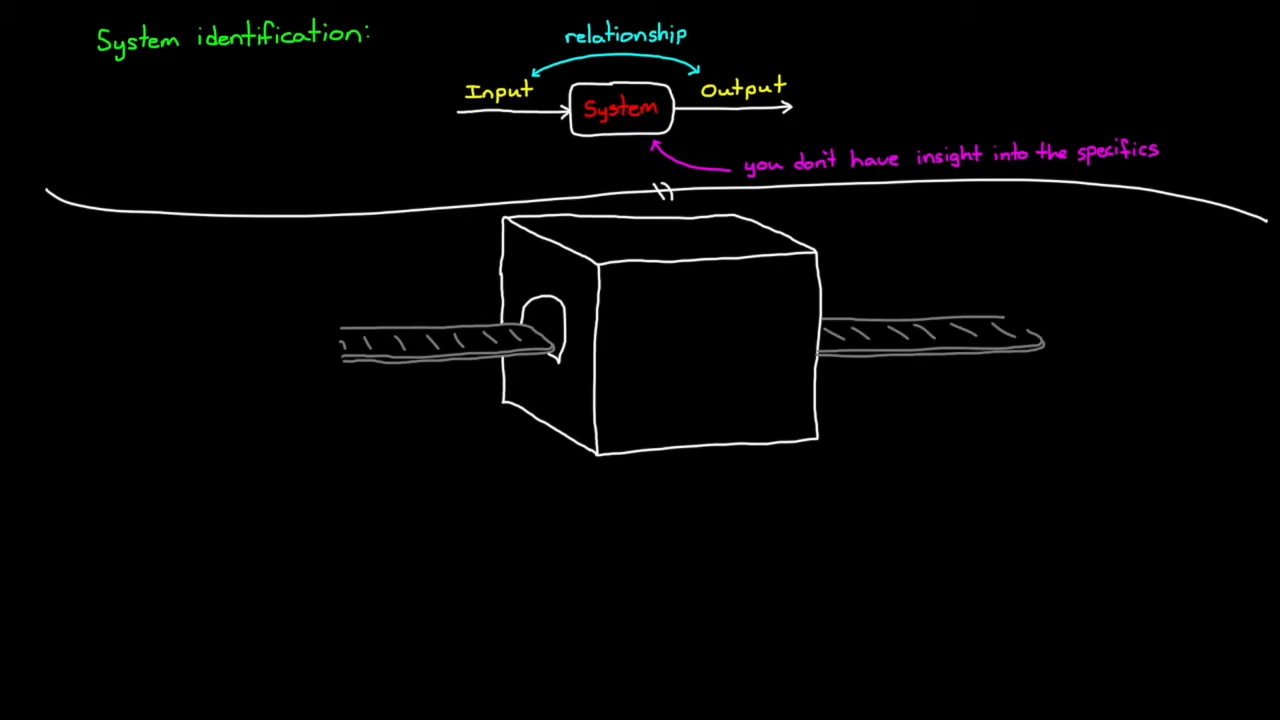 System identification:
relationship
Input
System
Output
you don't have insight into the specifics